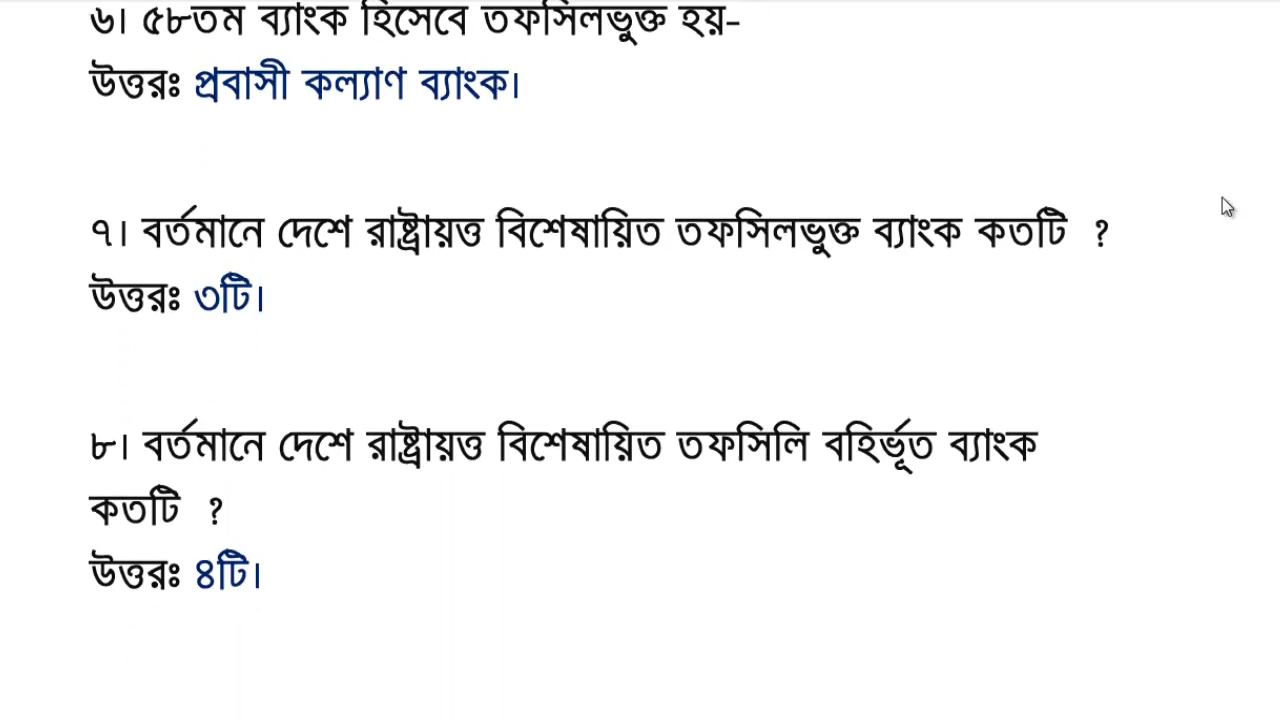 ৬। ৫৮তম ব্যাংক হিসেবে তফসিলভুক্ত হয়-
উত্তরঃ প্রবাসী কল্যাণ ব্যাংক।
৭। বর্তমানে দেশে রাষ্ট্রায়ত্ত বিশেষায়িত তফসিলভুক্ত ব্যাংক কতটি ?
উত্তরঃ ৩টি।
৮। বর্তমানে দেশে রাষ্ট্রায়ত্ত বিশেষায়িত তফসিলি বহির্ভূত ব্যাংক
কতটি ?
উত্তরঃ ৪টি।